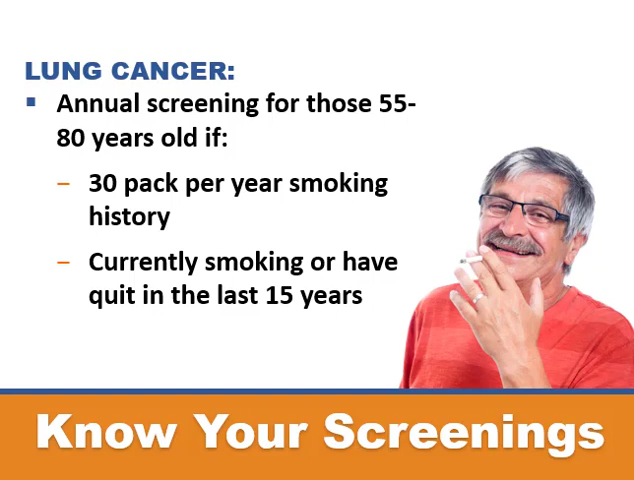 LUNG CANCER:
▪ Annual screening for those 55-
80 years old if:
– 30 pack per year smoking
history
– Currently smoking or have
quit in the last 15 years
Know Your Screenings